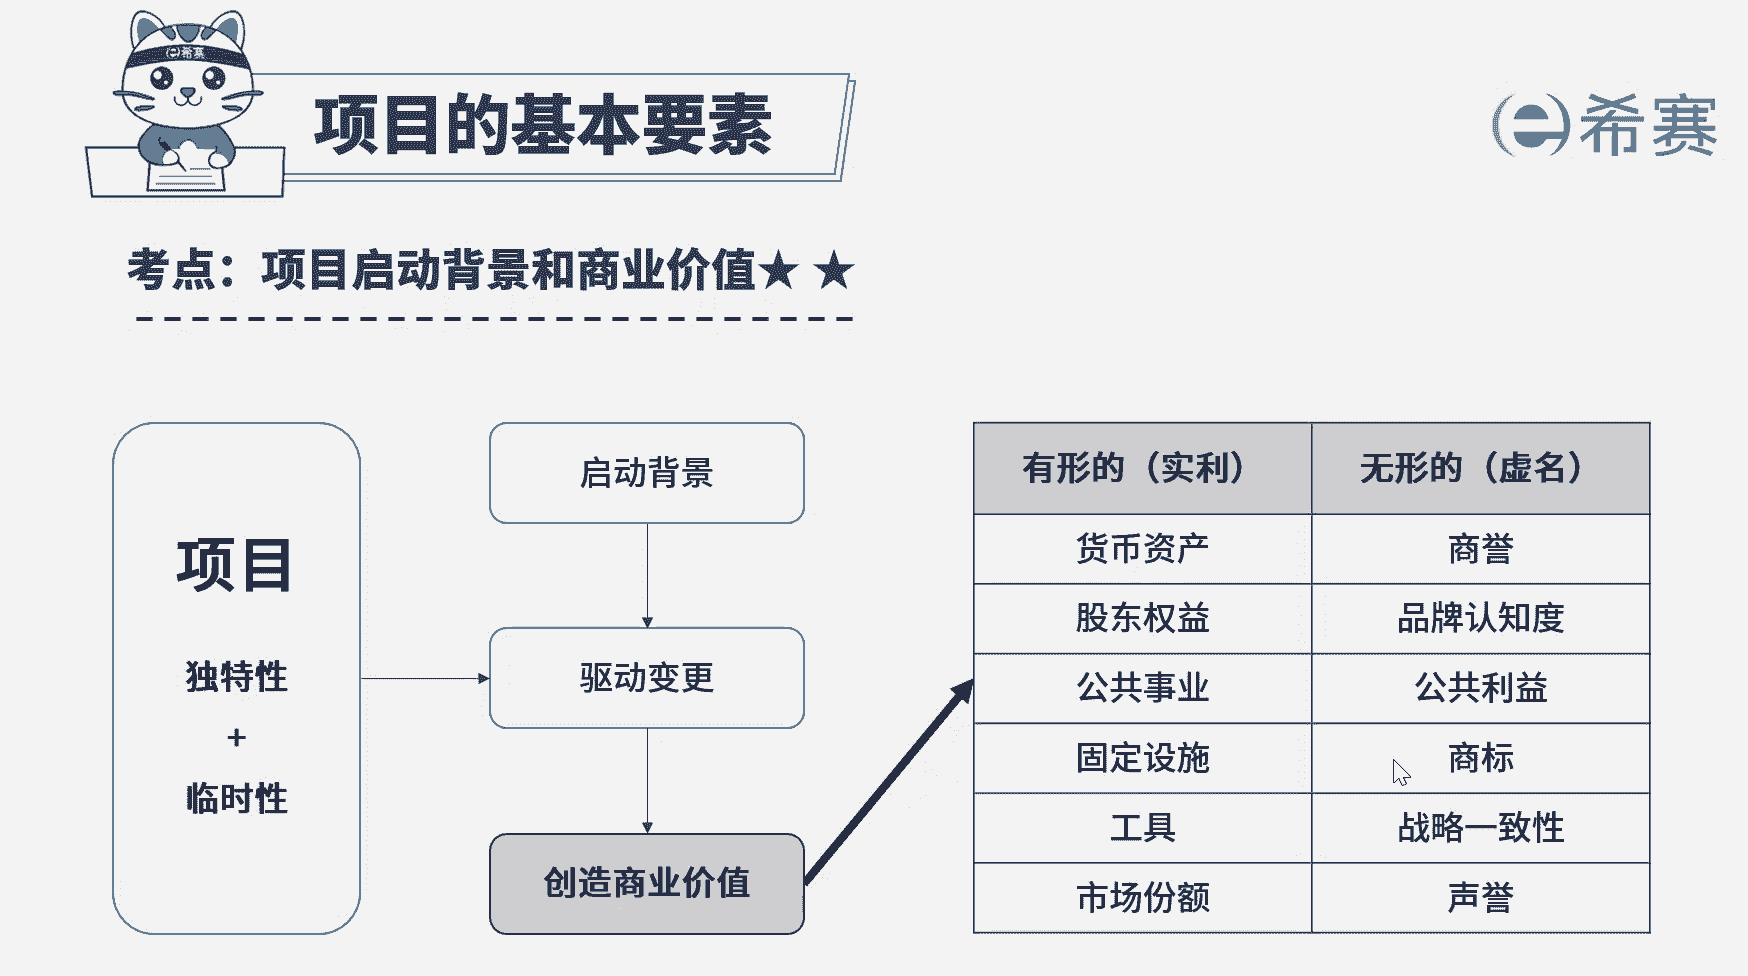 e希赛
项目的基本要素
e希赛
考点：项目启动背景和商业价值★ ★
项目
独特性
+
临时性
启动背景
驱动变更
创造商业价值
有形的（实利） 无形的（虚名）
货币资产 商誉
股东权益 品牌认知度
公共事业 公共利益
固定设施 商标
工具 战略一致性
市场份额 声誉